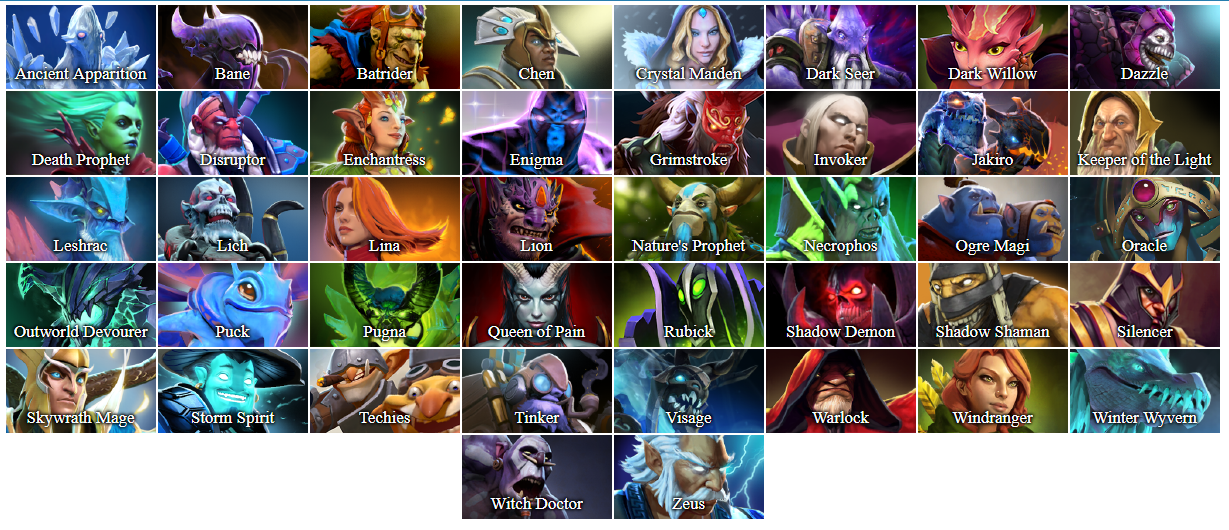 Ancient Apparition
Bane
Batrider
Chen
Crystal Maiden
Dark Seer
Dark Willow
Dazzle
Death Prophet
Disruptor
Enchantress
Enigma
Grimstroke
Invoker
Jakiro
Keeper of the Light
Leshrac
Lich
Lina
Lion
Nature's Prophet
Necrophos
Ogre Magi
Oracle
Outworld Devourer
Puck
Pugna
Queen of Pain
Rubick
Shadow Demon
Shadow Shaman
Silencer
Skywrath Mage
Storm Spirit
Techies
Tinker
Visage
Warlock
Windranger
Winter Wyvern
Witch Doctor
Zeus